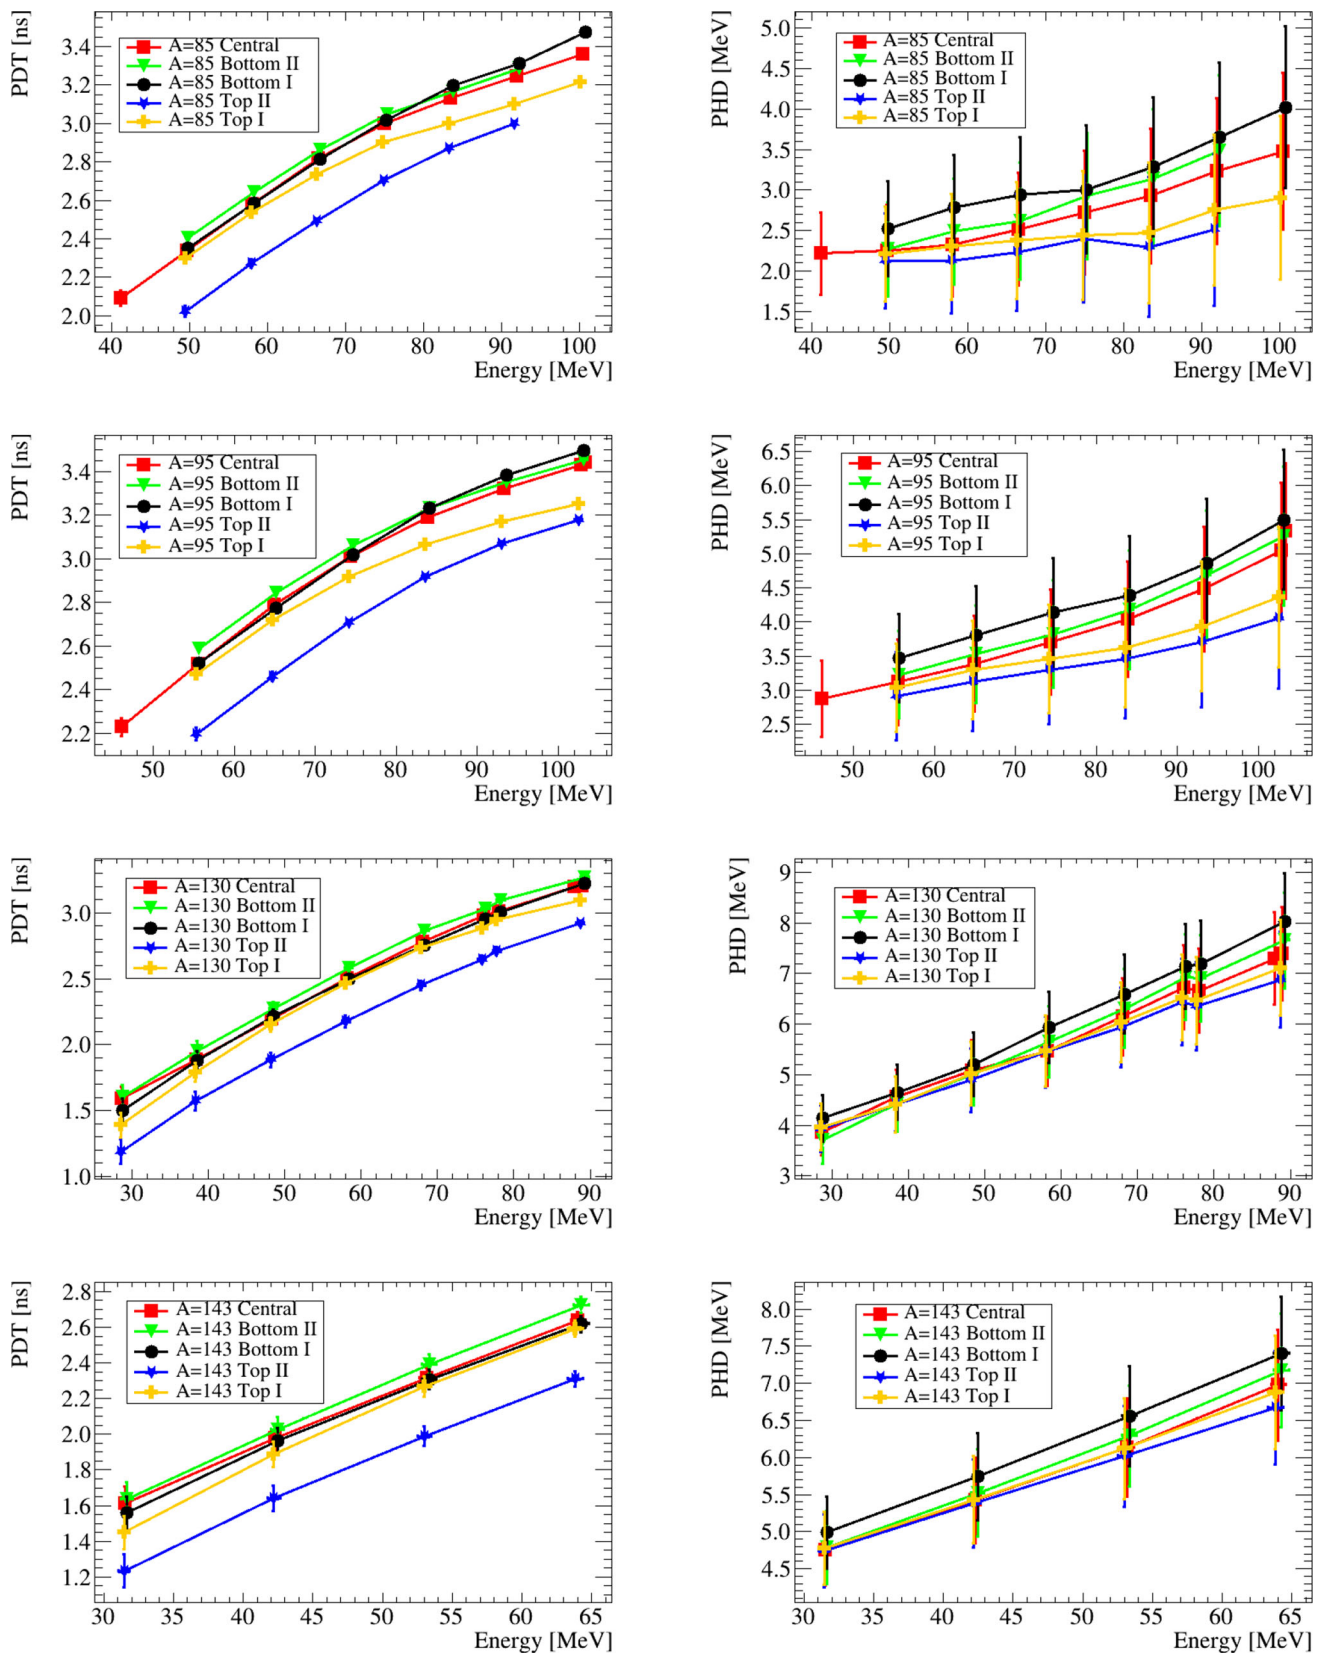 PDT [ns]
A=85 Central
A=85 Bottom II
A=85 Bottom I
A=85 Top II
A=85 Top I
3.4
3.2
3.0
2.8
2.6
2.4
2.2
2.0
40 50 60 70 80 90 100
Energy [MeV]
PHD [MeV]
A=85 Central
A=85 Bottom II
A=85 Bottom I
A=85 Top II
A=85 Top I
5.0
4.5
4.0
3.5
3.0
2.5
2.0
1.5
40 50 60 70 80 90 100
Energy [MeV]
PDT [ns]
A=95 Central
A=95 Bottom II
A=95 Bottom I
A=95 Top II
A=95 Top I
3.4
3.2
3.0
2.8
2.6
2.4
2.2
50 60 70 80 90 100
Energy [MeV]
PHD [MeV]
A=95 Central
A=95 Bottom II
A=95 Bottom I
A=95 Top II
A=95 Top I
6.5
6.0
5.5
5.0
4.5
4.0
3.5
3.0
2.5
50 60 70 80 90 100
Energy [MeV]
PDT [ns]
A=130 Central
A=130 Bottom II
A=130 Bottom I
A=130 Top II
A=130 Top I
3.0
2.5
2.0
1.5
1.0
30 40 50 60 70 80 90
Energy [MeV]
PHD [MeV]
A=130 Central
A=130 Bottom II
A=130 Bottom I
A=130 Top II
A=130 Top I
9
8
7
6
5
4
3
30 40 50 60 70 80 90
Energy [MeV]
PDT [ns]
A=143 Central
A=143 Bottom II
A=143 Bottom I
A=143 Top II
A=143 Top I
2.8
2.6
2.4
2.2
2.0
1.8
1.6
1.4
1.2
30 35 40 45 50 55 60 65
Energy [MeV]
PHD [MeV]
A=143 Central
A=143 Bottom II
A=143 Bottom I
A=143 Top II
A=143 Top I
8.0
7.5
7.0
6.5
6.0
5.5
5.0
4.5
30 35 40 45 50 55 60 65
Energy [MeV]